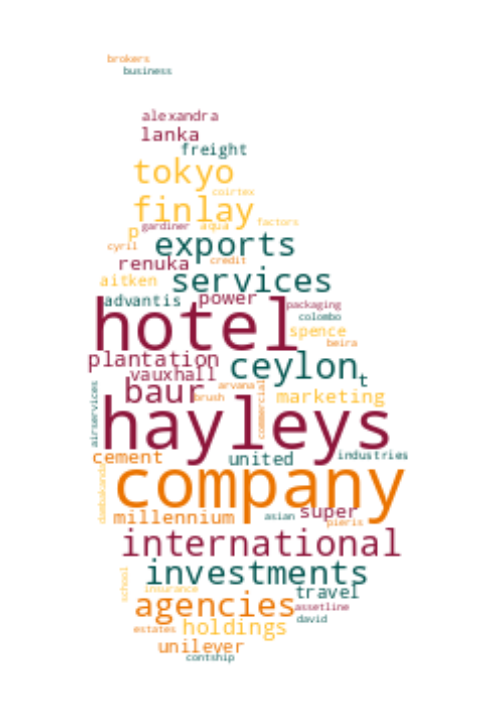 brokers
business
alexandra
lanka
freight
tokyo
coirtex
finlay
factors
gardiner aqua
p
cyril exports
renuka credit
aitken services
advantis power packaging
hotel colombo
spence
beira
plantation ceylon
vauxhall t
baur arvana
brush marketing
airservices commercial
hayleys
cement united industries
company
dambakanda
millennium asian super
pieris
international
investments
school insurance travel
agencies assetline
david
estates holdings
unilever
contship